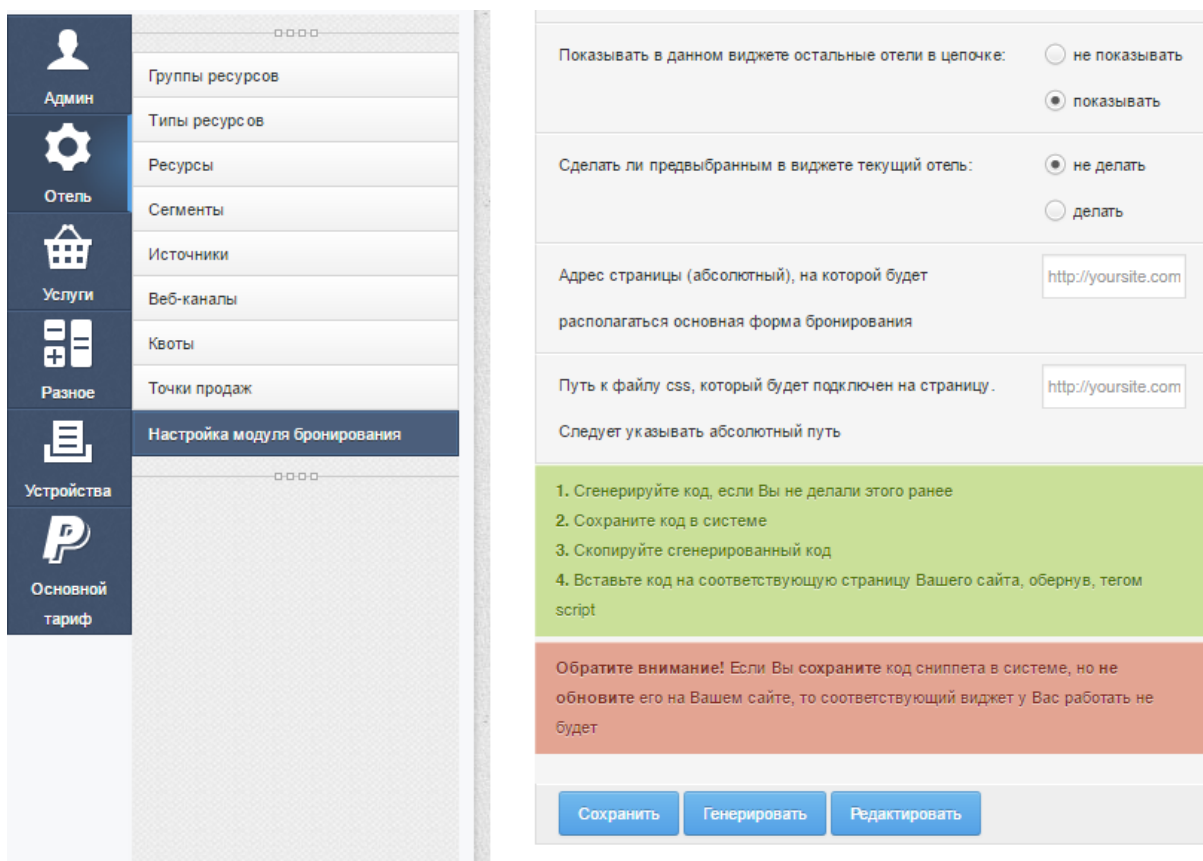 Админ
Отель
Услуги
Разное
Устройства
Основной
тариф
Группы ресурсов
Типы ресурсов
Ресурсы
Сегменты
Источники
Веб-каналы
Квоты
Точки продаж
Настройка модуля бронирования
Показывать в данном виджете остальные отели в цепочке:
не показывать
показывать
Сделать ли предвыбранным в виджете текущий отель:
не делать
делать
Адрес страницы (абсолютный), на которой будет
располагаться основная форма бронирования
http://yoursite.com
Путь к файлу css, который будет подключен на страницу.
Следует указывать абсолютный путь
http://yoursite.com
1. Сгенерируйте код, если Вы не делали этого ранее
2. Сохраните код в системе
3. Скопируйте сгенерированный код
4. Вставьте код на соответствующую страницу Вашего сайта, обернув, тегом
script
Обратите внимание! Если Вы сохраните код сниппета в системе, но не
обновите его на Вашем сайте, то соответствующий виджет у Вас работать не
будет
Сохранить
Генерировать
Редактировать